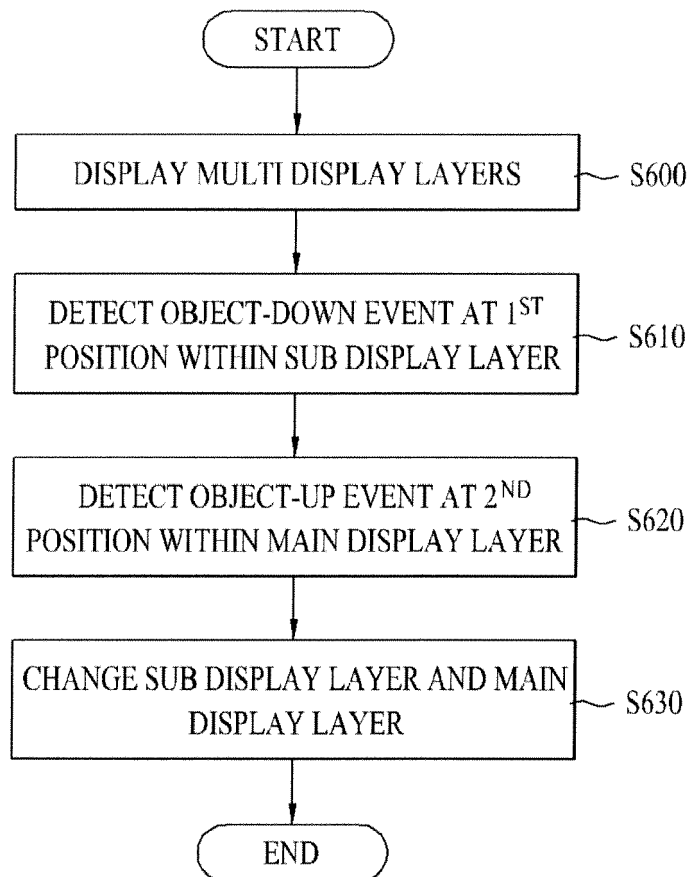 START
DISPLAY MULTI DISPLAY LAYERS
S600
DETECT OBJECT-DOWN EVENT AT 1ST
POSITION WITHIN SUB DISPLAY LAYER
S610
DETECT OBJECT-UP EVENT AT 2ND
POSITION WITHIN MAIN DISPLAY LAYER
S620
CHANGE SUB DISPLAY LAYER AND MAIN
DISPLAY LAYER
S630
END